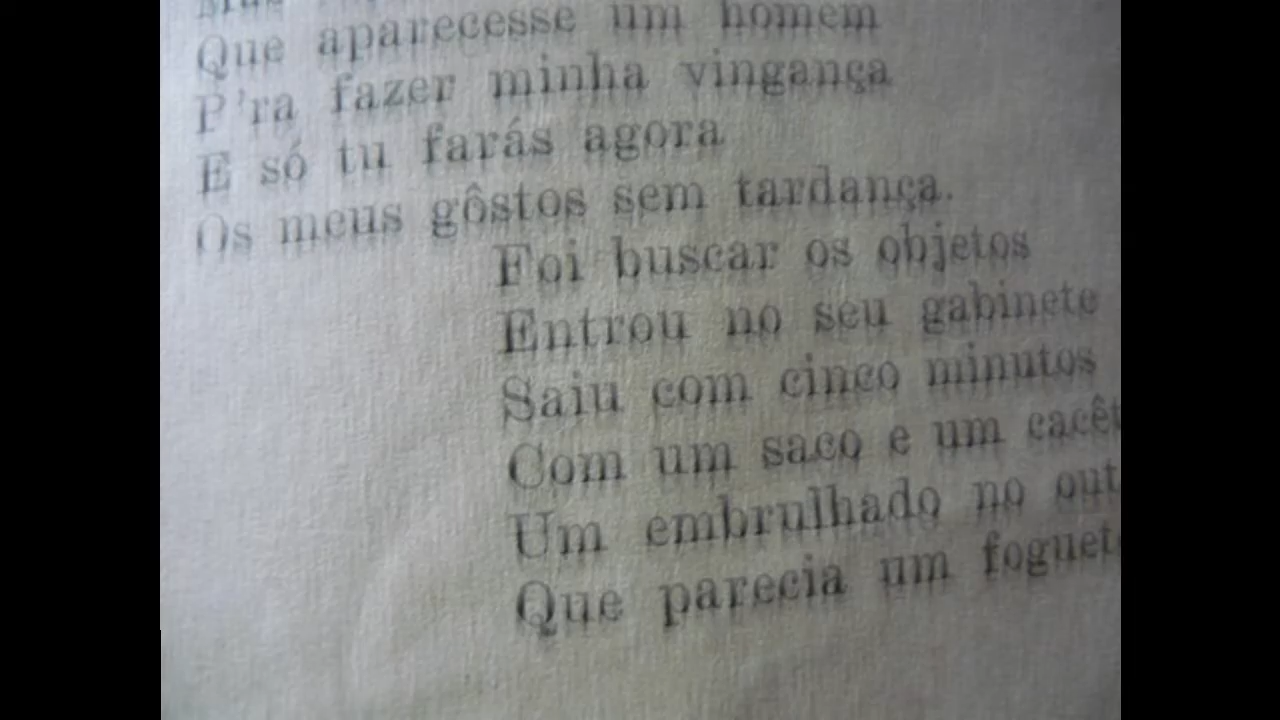 Que aparecesse um homem
P'ra fazer minha vingança
E só tu farás agora
Os meus gôstos sem tardança.
Foi buscar os objetos
Entrou no seu gabinete
Saiu com cinco minutos
Com um saco e um
Um embrulhado no
Que parecia um